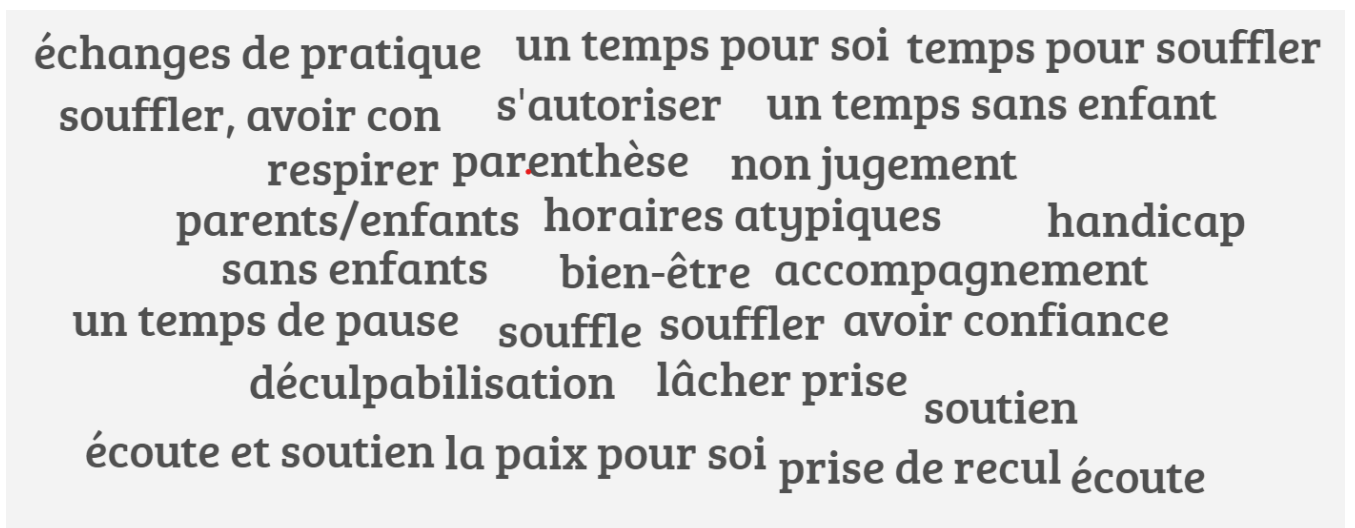 échanges de pratique un temps pour soi temps pour souffler
souffler, avoir con s'autoriser un temps sans enfant
respirer parenthèse non jugement
parents/enfants horaires atypiques handicap
sans enfants bien-être accompagnement
un temps de pause souffle souffler avoir confiance
déculpabilisation lâcher prise
soutien
écoute et soutien la paix pour soi prise de recul écoute